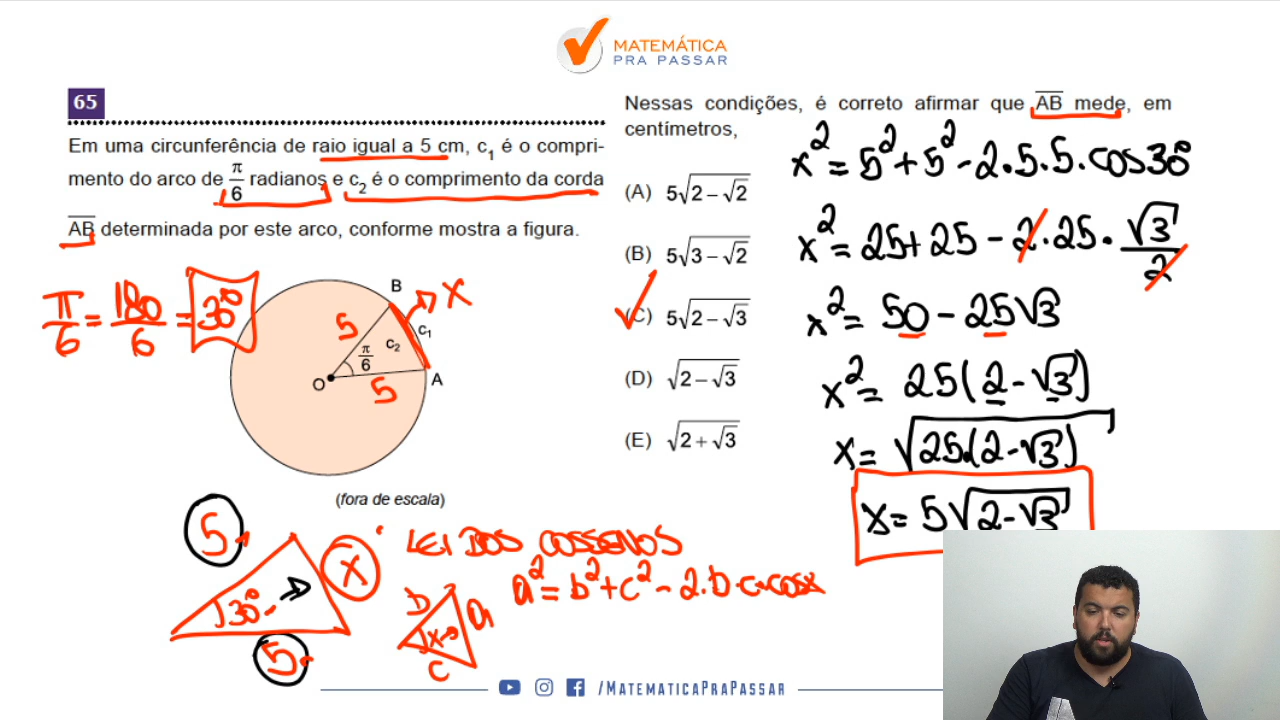 MATEMÁTICA
PRA PASSAR
65
Em uma circunferência de raio igual a 5 cm, c₁ é o compri-
mento do arco de π/6 radianos e c₂ é o comprimento da corda
AB determinada por este arco, conforme mostra a figura.
π/6 = 180/6 = 30°
B
x
5
c₁
π/6
c₂
O
5
A
(fora de escala)
Nessas condições, é correto afirmar que AB mede, em
centímetros,
(A) 5√(2 – √2)
(B) 5√(3 – √2)
(C) 5√(2 – √3)
(D) √(2 – √3)
(E) √(2 + √3)
x² = 5² + 5² - 2.5.5.cos30°
x² = 25 + 25 - 2.25.√3/2
x² = 50 - 25√3
x² = 25(2 - √3)
x = √(25.(2 - √3))
x = 5√(2 - √3)
5
x
30°
5
LEI DOS COSSENOS
a² = b² + c² - 2.b.c.cosx
b
a
x
c
/MATEMATICAPRAPASSAR